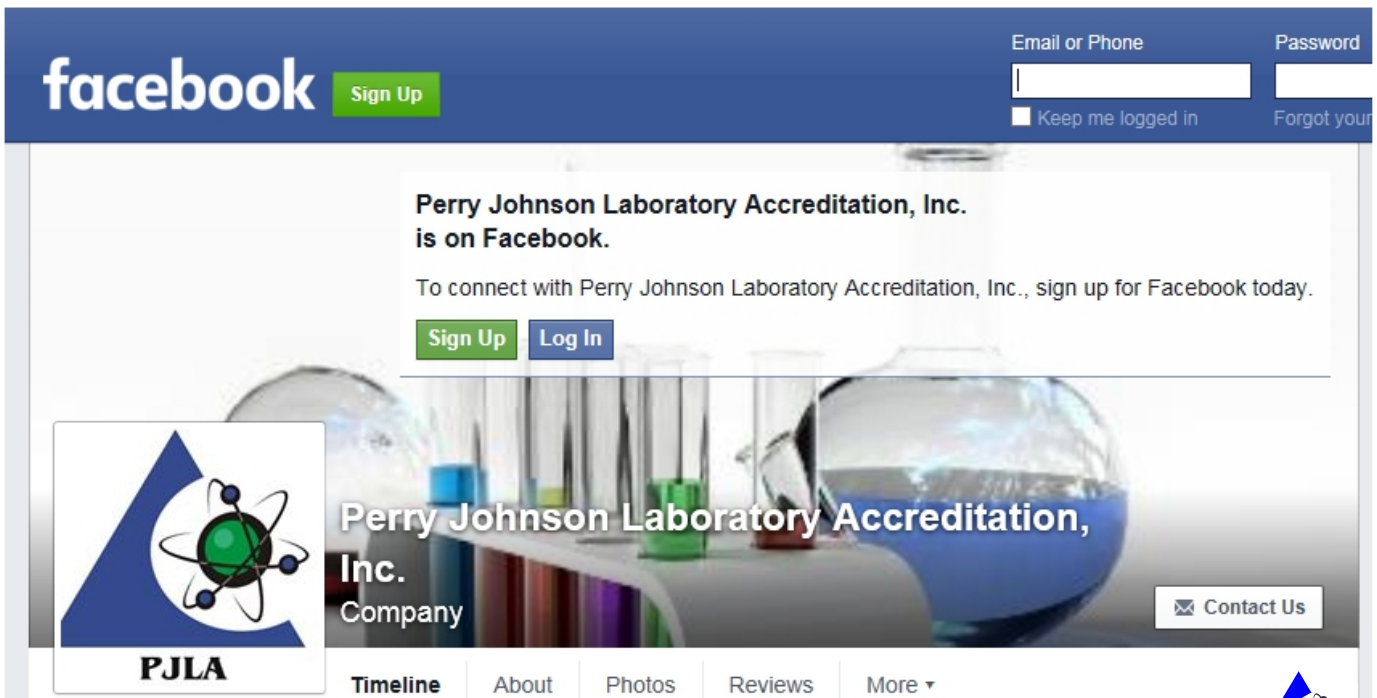 Email or Phone Password
facebook Sign Up
Keep me logged in Forgot your
Perry Johnson Laboratory Accreditation, Inc.
is on Facebook.
To connect with Perry Johnson Laboratory Accreditation, Inc., sign up for Facebook today.
Sign Up Log In
Perry Johnson Laboratory Accreditation,
Inc.
Company
Contact Us
PJLA
Timeline About Photos Reviews More